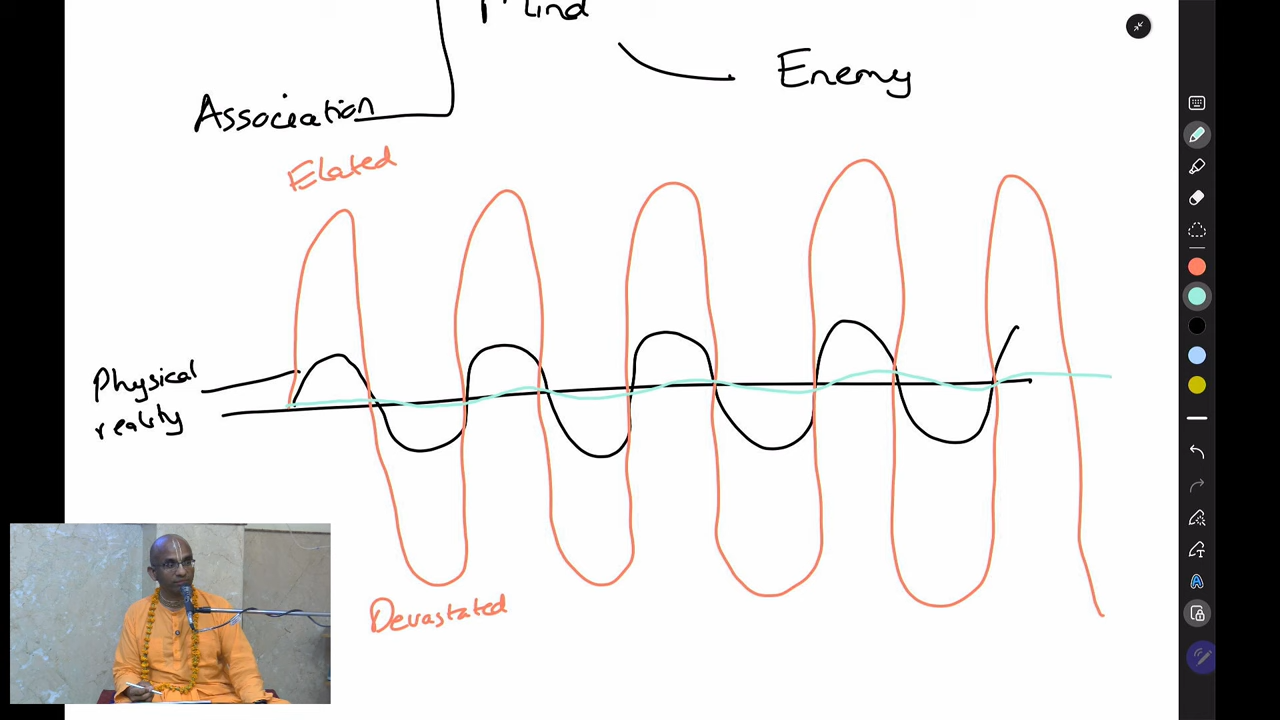 Mind
Enemy
Association
Elated
Physical
reality
Devastated